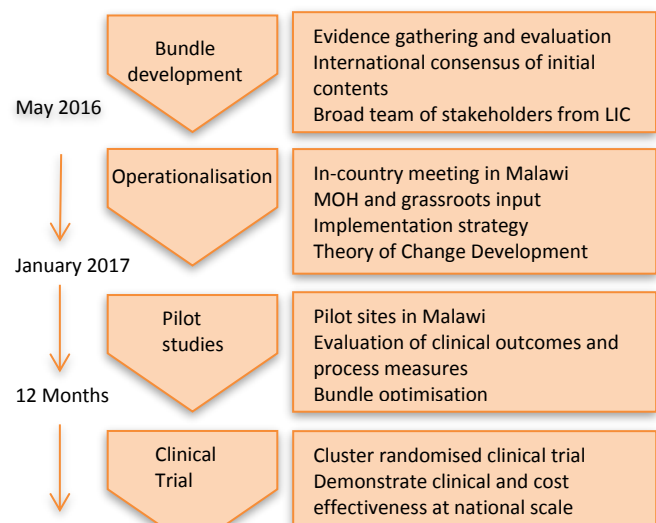 Bundle
development
Evidence gathering and evaluation
International consensus of initial
contents
Broad team of stakeholders from LIC
May 2016
Operationalisation
In-country meeting in Malawi
MOH and grassroots input
Implementation strategy
Theory of Change Development
January 2017
Pilot
studies
Pilot sites in Malawi
Evaluation of clinical outcomes and
process measures
Bundle optimisation
12 Months
Clinical
Trial
Cluster randomised clinical trial
Demonstrate clinical and cost
effectiveness at national scale